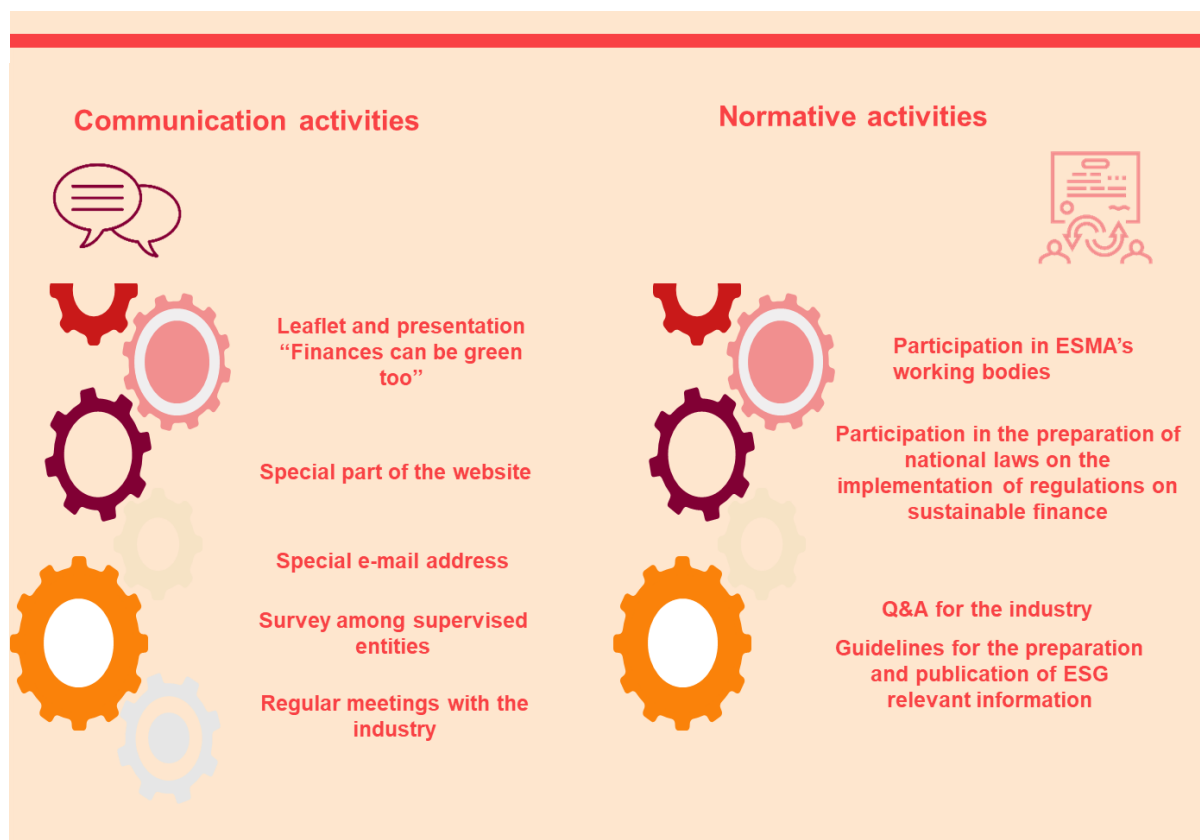 Communication activities
Leaflet and presentation
“Finances can be green
too”
Special part of the website
Special e-mail address
Survey among supervised
entities
Regular meetings with the
industry
Normative activities
Participation in ESMA’s
working bodies
Participation in the preparation of
national laws on the
implementation of regulations on
sustainable finance
Q&A for the industry
Guidelines for the preparation
and publication of ESG
relevant information